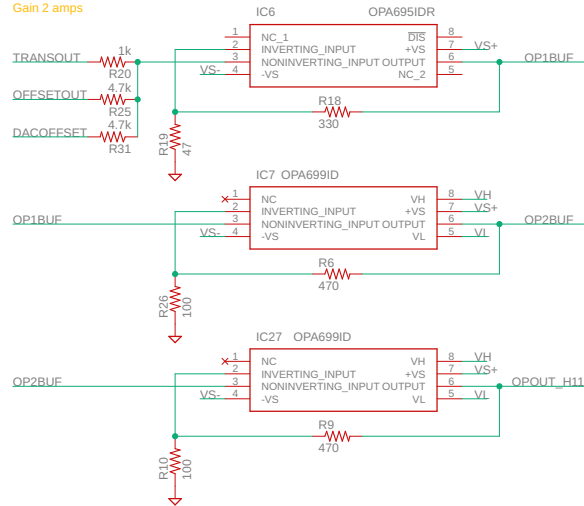 Gain 2 amps
IC6 OPA695IDR
1 NC_1 DIS 8
2 INVERTING_INPUT +VS 7 VS+
TRANSOUT 1k R20 3 NONINVERTING_INPUT OUTPUT 6 OP1BUF
VS- 4 -VS NC_2 5
OFFSETOUT 4.7k R25
R18 330
DACOFFSET 4.7k R31
R19 47
IC7 OPA699ID
1 NC VH 8 VH
2 INVERTING_INPUT +VS 7 VS+
OP1BUF 3 NONINVERTING_INPUT OUTPUT 6 OP2BUF
VS- 4 -VS VL 5 VL
R6 470
R26 100
IC27 OPA699ID
1 NC VH 8 VH
2 INVERTING_INPUT +VS 7 VS+
OP2BUF 3 NONINVERTING_INPUT OUTPUT 6 OPOUT_H11
VS- 4 -VS VL 5 VL
R9 470
R10 100